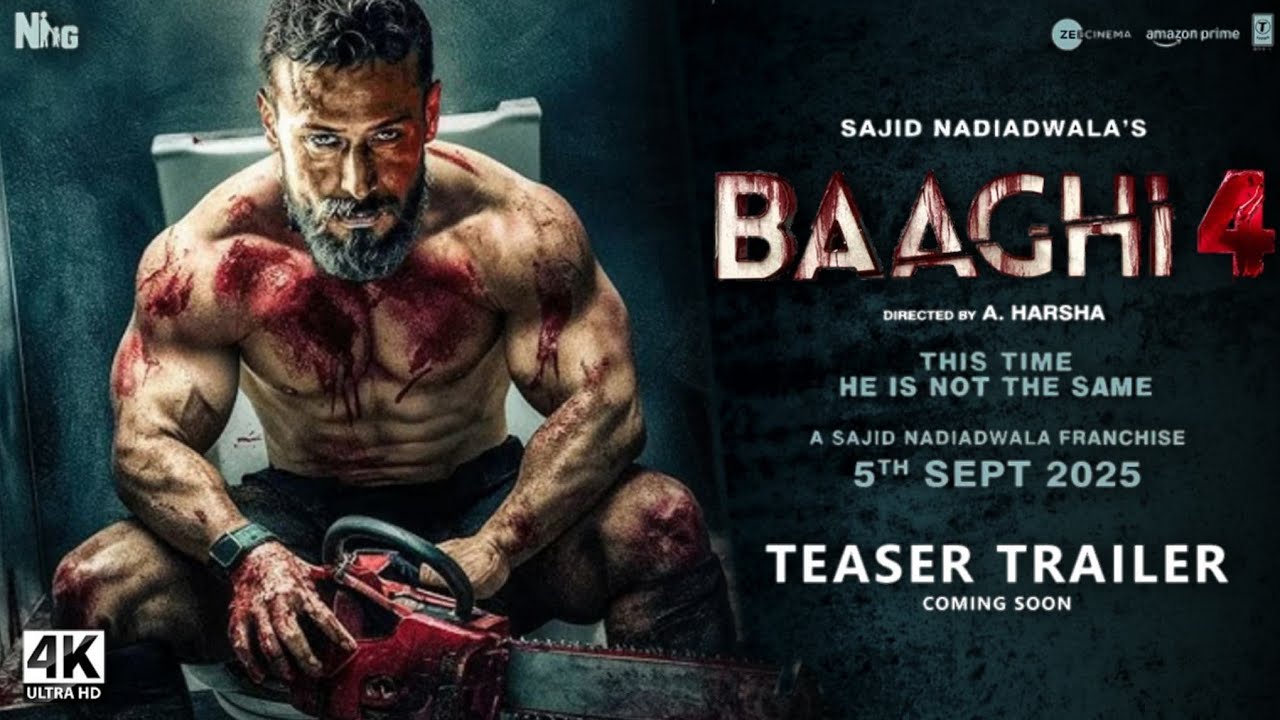 NG
ZEE CINEMA
amazon prime
T
SAJID NADIADWALA'S
BAAGHI 4
DIRECTED BY A. HARSHA
THIS TIME
HE IS NOT THE SAME
A SAJID NADIADWALA FRANCHISE
5TH SEPT 2025
TEASER TRAILER
COMING SOON
4K
ULTRA HD